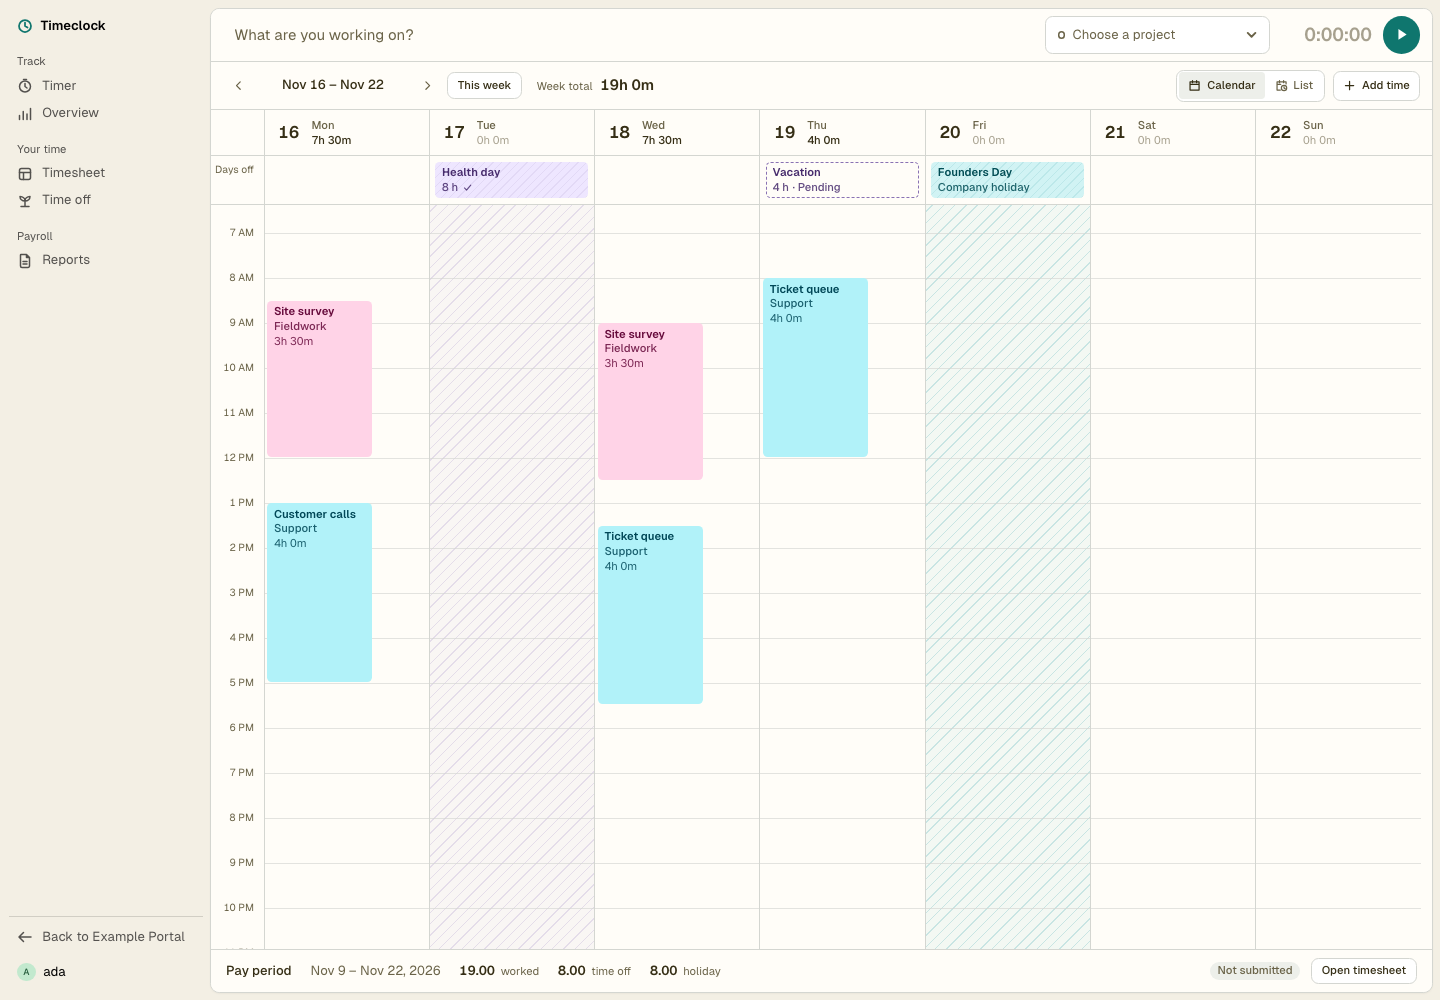 Timeclock
Track
Timer
Overview
Your time
Timesheet
Time off
Payroll
Reports
Back to Example Portal
A
ada
What are you working on?
Choose a project
0:00:00
Nov 16 – Nov 22
This week
Week total 19h 0m
Calendar
List
Add time
16 Mon 7h 30m
17 Tue 0h 0m
18 Wed 7h 30m
19 Thu 4h 0m
20 Fri 0h 0m
21 Sat 0h 0m
22 Sun 0h 0m
Days off
Health day
8 h
Vacation
4 h · Pending
Founders Day
Company holiday
7 AM
8 AM
9 AM
10 AM
11 AM
12 PM
1 PM
2 PM
3 PM
4 PM
5 PM
6 PM
7 PM
8 PM
9 PM
10 PM
Site survey
Fieldwork
3h 30m
Customer calls
Support
4h 0m
Site survey
Fieldwork
3h 30m
Ticket queue
Support
4h 0m
Ticket queue
Support
4h 0m
Pay period Nov 9 – Nov 22, 2026 19.00 worked 8.00 time off 8.00 holiday
Not submitted
Open timesheet